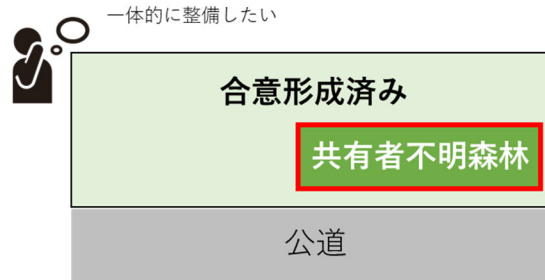 一体的に整備したい
合意形成済み
共有者不明森林
公道